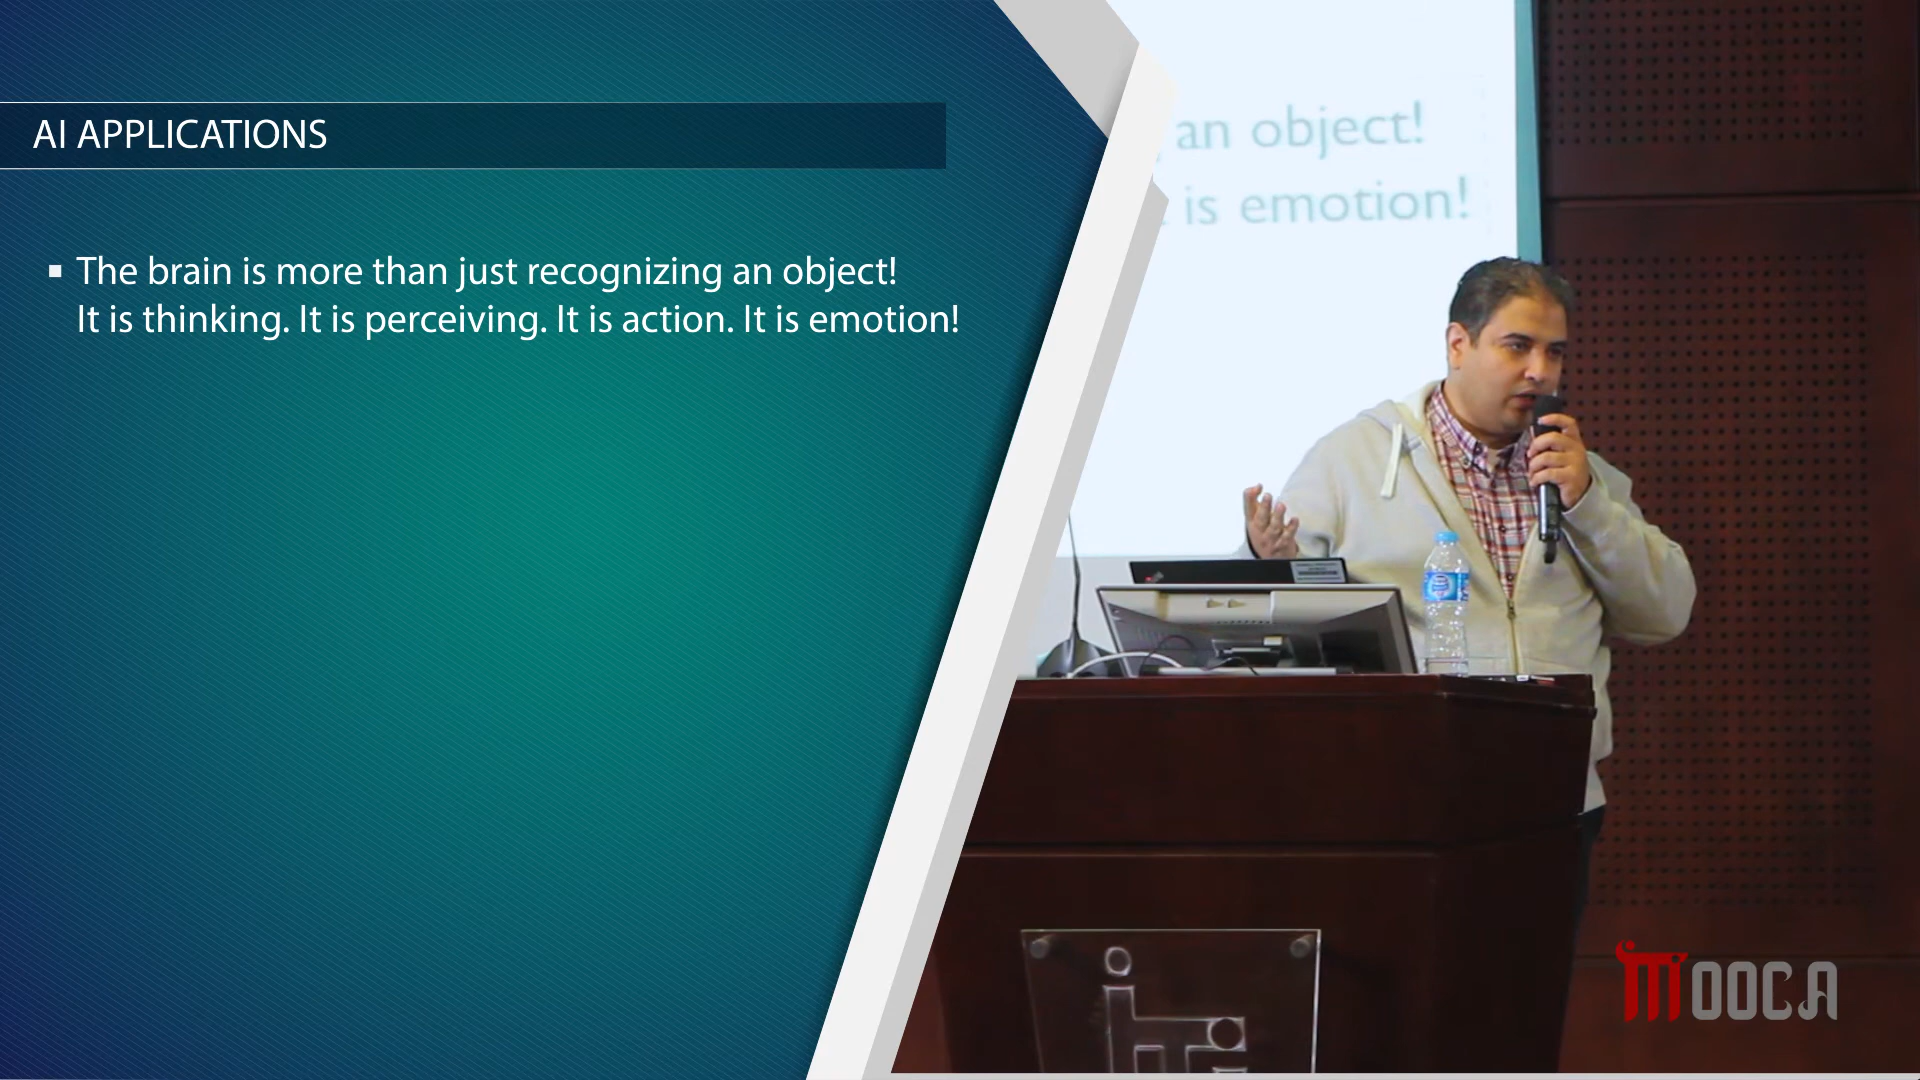 AI APPLICATIONS
▪ The brain is more than just recognizing an object!
It is thinking. It is perceiving. It is action. It is emotion!
an object!
is emotion!
iti
MOOCA